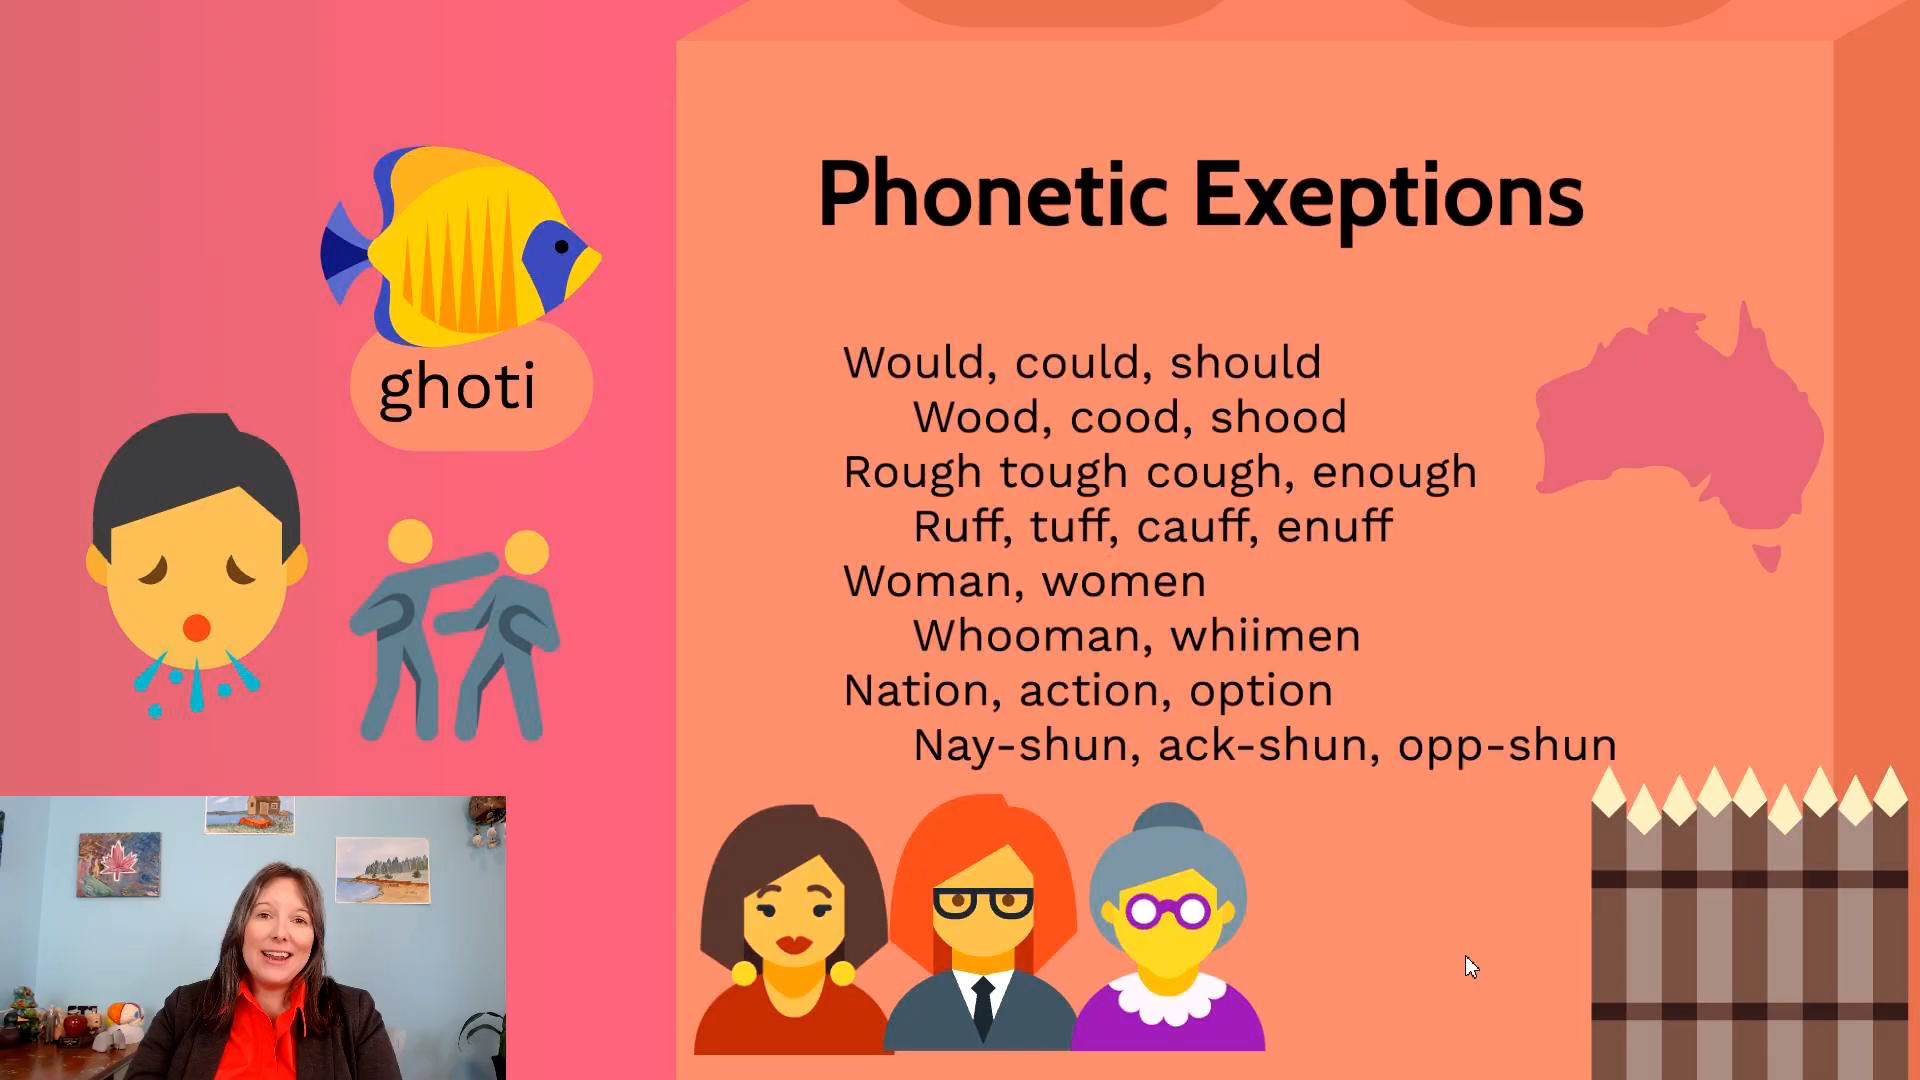 Phonetic Exeptions
ghoti
Would, could, should
Wood, cood, shood
Rough tough cough, enough
Ruff, tuff, cauff, enuff
Woman, women
Whooman, whiimen
Nation, action, option
Nay-shun, ack-shun, opp-shun